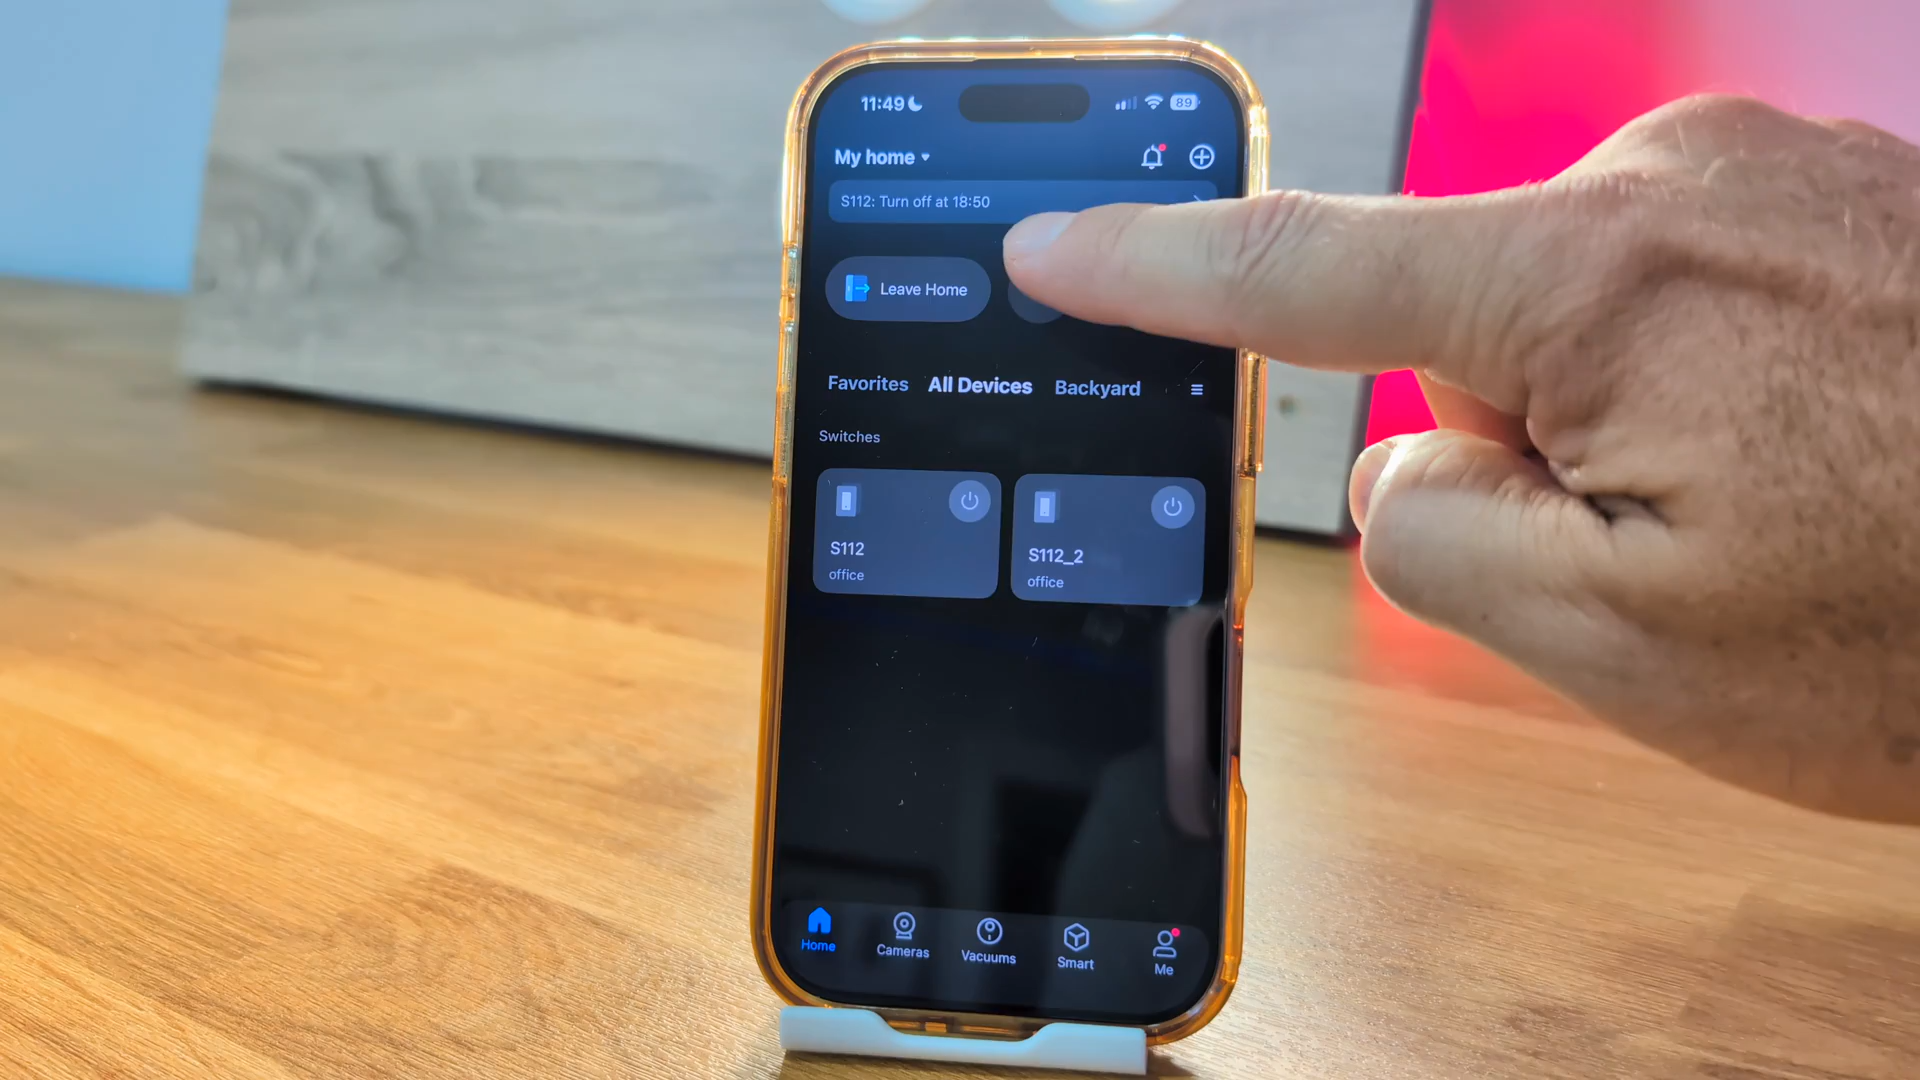 11:49 89
My home
S112: Turn off at 18:50
Leave Home
Favorites All Devices Backyard
Switches
S112 S112_2
office office
Home Cameras Vacuums Smart Me